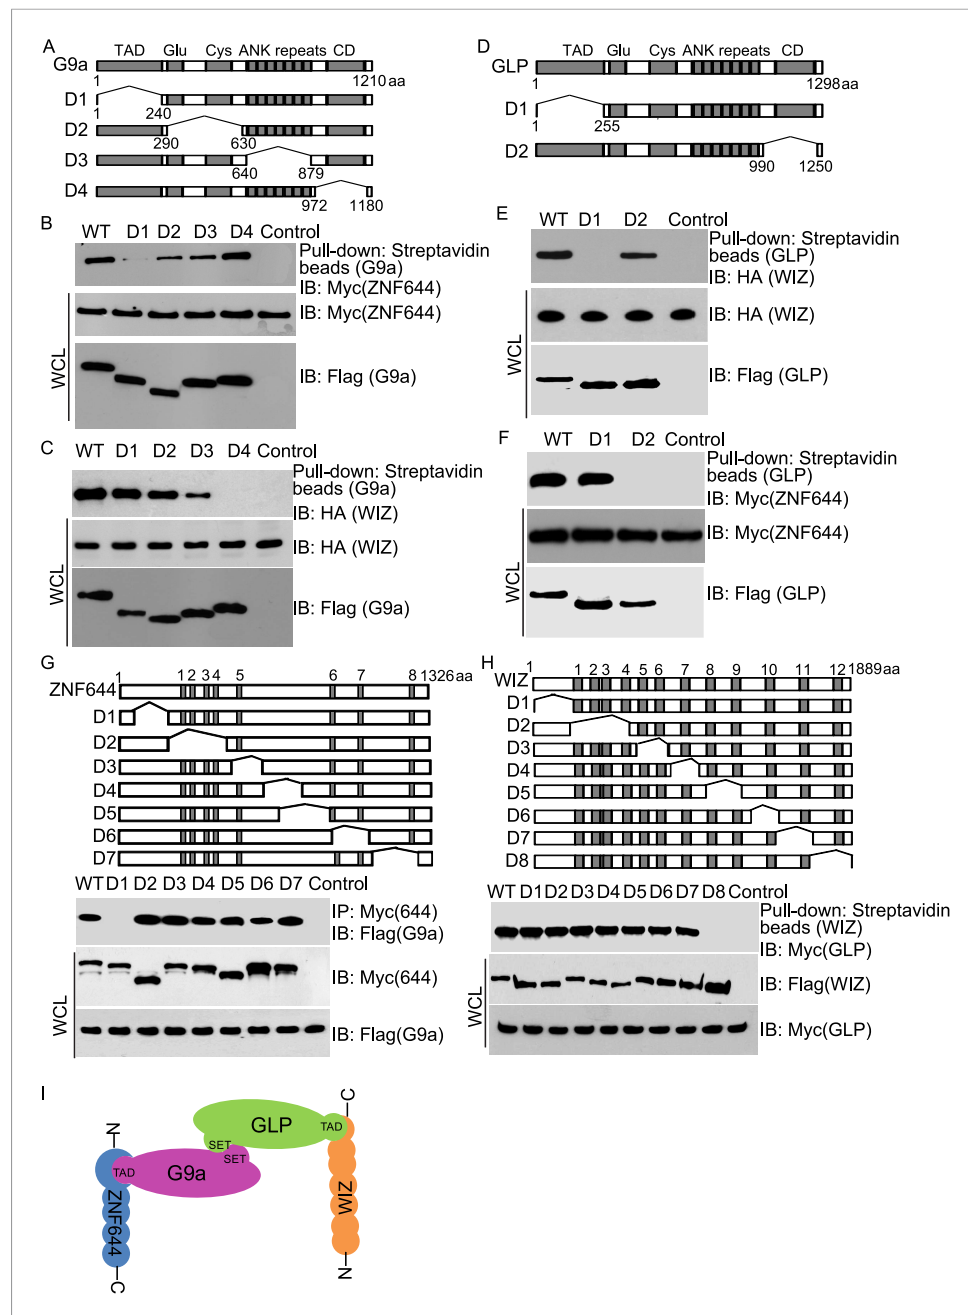 A
TAD Glu Cys ANK repeats CD
G9a
1 1210 aa
D1
1 240
D2
290 630
D3
640 879
D4
972 1180
B
WT D1 D2 D3 D4 Control
Pull-down: Streptavidin
beads (G9a)
IB: Myc(ZNF644)
WCL
IB: Myc(ZNF644)
IB: Flag (G9a)
C
WT D1 D2 D3 D4 Control
Pull-down: Streptavidin
beads (G9a)
IB: HA (WIZ)
WCL
IB: HA (WIZ)
IB: Flag (G9a)
D
TAD Glu Cys ANK repeats CD
GLP
1 1298 aa
D1
1 255
D2
990 1250
E
WT D1 D2 Control
Pull-down: Streptavidin
beads (GLP)
IB: HA (WIZ)
WCL
IB: HA (WIZ)
IB: Flag (GLP)
F
WT D1 D2 Control
Pull-down: Streptavidin
beads (GLP)
IB: Myc(ZNF644)
WCL
IB: Myc(ZNF644)
IB: Flag (GLP)
G
1 1 2 3 4 5 6 7 8 1326 aa
ZNF644
D1
D2
D3
D4
D5
D6
D7
WT D1 D2 D3 D4 D5 D6 D7 Control
IP: Myc(644)
IB: Flag(G9a)
WCL
IB: Myc(644)
IB: Flag(G9a)
H
1 1 2 3 4 5 6 7 8 9 10 11 12 1889 aa
WIZ
D1
D2
D3
D4
D5
D6
D7
D8
WT D1 D2 D3 D4 D5 D6 D7 D8 Control
Pull-down: Streptavidin
beads (WIZ)
IB: Myc(GLP)
WCL
IB: Flag(WIZ)
IB: Myc(GLP)
I
N
TAD
ZNF644
C
G9a
SET
SET
GLP
TAD
C
WIZ
N